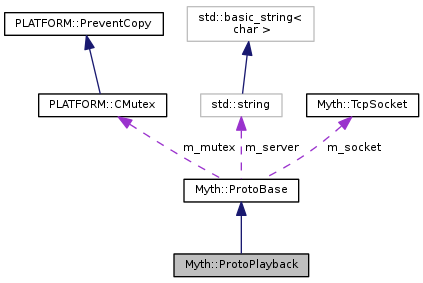 PLATFORM::PreventCopy
std::basic_string<
char >
PLATFORM::CMutex
std::string
Myth::TcpSocket
m_mutex
m_server
m_socket
Myth::ProtoBase
Myth::ProtoPlayback